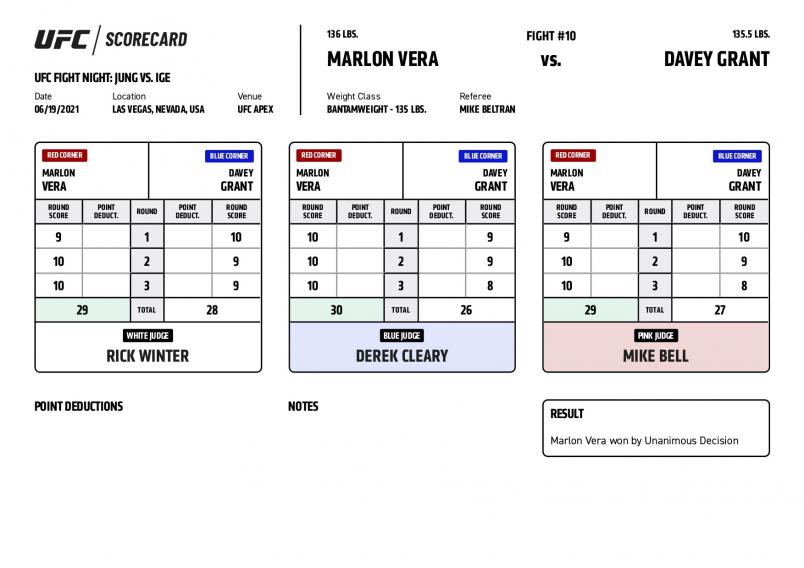 UFC / SCORECARD
UFC FIGHT NIGHT: JUNG VS. IGE
Date Location Venue
06/19/2021 LAS VEGAS, NEVADA, USA UFC APEX
136 LBS. FIGHT #10 135.5 LBS.
MARLON VERA VS. DAVEY GRANT
Weight Class Referee
BANTAMWEIGHT - 135 LBS. MIKE BELTRAN
RED CORNER BLUE CORNER
MARLON DAVEY
VERA GRANT
ROUND SCORE POINT DEDUCT. ROUND POINT DEDUCT. ROUND SCORE
9 1 10
10 2 9
10 3 9
29 TOTAL 28
WHITE JUDGE
RICK WINTER
RED CORNER BLUE CORNER
MARLON DAVEY
VERA GRANT
ROUND SCORE POINT DEDUCT. ROUND POINT DEDUCT. ROUND SCORE
10 1 9
10 2 9
10 3 8
30 TOTAL 26
BLUE JUDGE
DEREK CLEARY
RED CORNER BLUE CORNER
MARLON DAVEY
VERA GRANT
ROUND SCORE POINT DEDUCT. ROUND POINT DEDUCT. ROUND SCORE
9 1 10
10 2 9
10 3 8
29 TOTAL 27
PINK JUDGE
MIKE BELL
POINT DEDUCTIONS
NOTES
RESULT
Marlon Vera won by Unanimous Decision